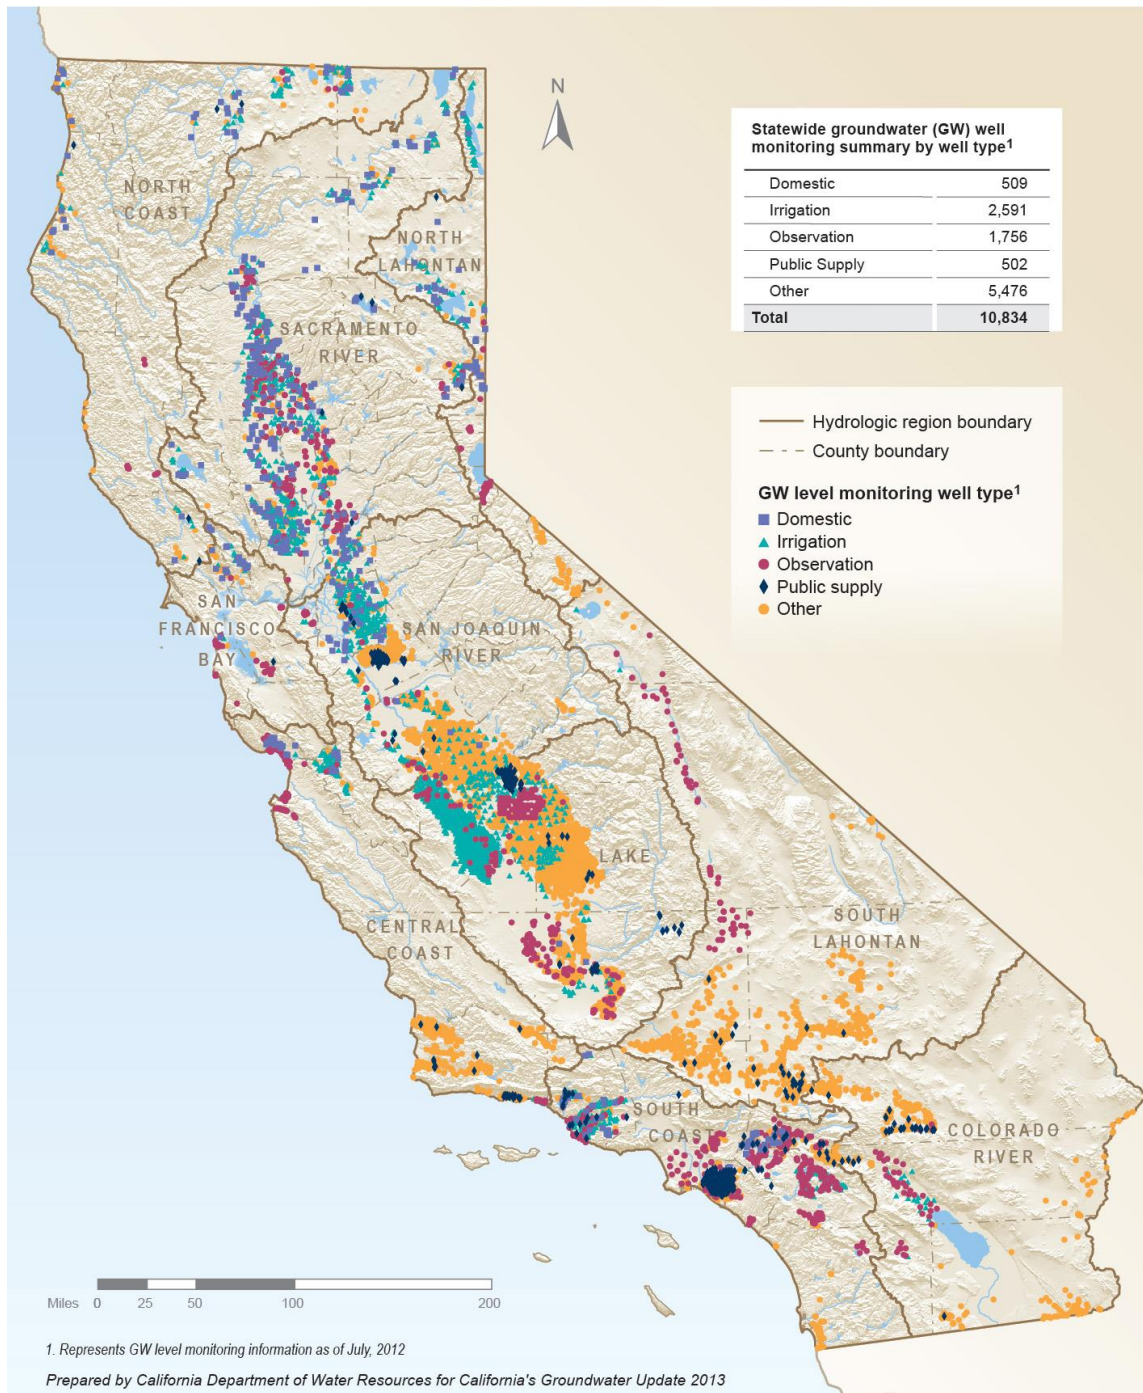 N
Statewide groundwater (GW) well
monitoring summary by well type1
Domestic 509
Irrigation 2,591
Observation 1,756
Public Supply 502
Other 5,476
Total 10,834
NORTH
COAST
NORTH
LAHONTAN
SACRAMENTO
RIVER
Hydrologic region boundary
County boundary
GW level monitoring well type1
Domestic
Irrigation
Observation
Public supply
Other
SAN
FRANCISCO
BAY
SAN JOAQUIN
RIVER
LAKE
CENTRAL
COAST
SOUTH
LAHONTAN
SOUTH
COAST
COLORADO
RIVER
Miles 0 25 50 100 200
1. Represents GW level monitoring information as of July, 2012
Prepared by California Department of Water Resources for California's Groundwater Update 2013